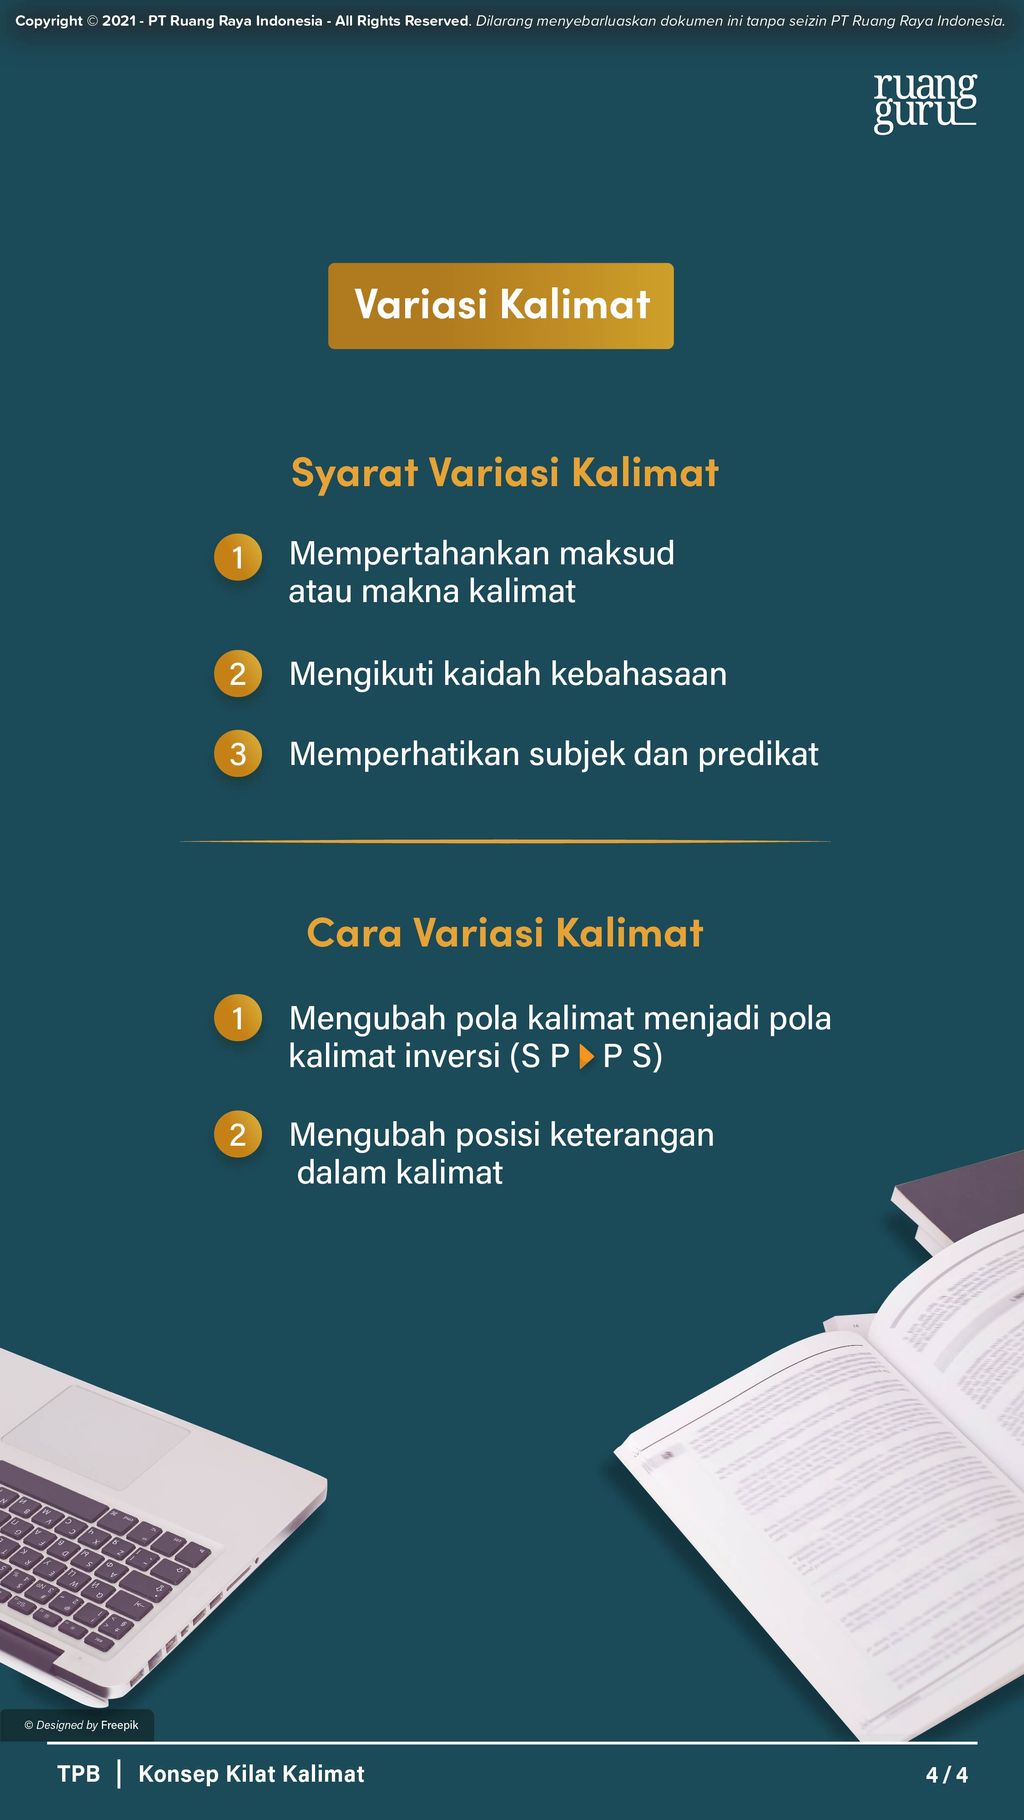 Copyright © 2021 - PT Ruang Raya Indonesia - All Rights Reserved. Dilarang menyebarluaskan dokumen ini tanpa seizin PT Ruang Raya Indonesia.
ruang
guru
Variasi Kalimat
Syarat Variasi Kalimat
1 Mempertahankan maksud
atau makna kalimat
2 Mengikuti kaidah kebahasaan
3 Memperhatikan subjek dan predikat
Cara Variasi Kalimat
1 Mengubah pola kalimat menjadi pola
kalimat inversi (S P ▶ P S)
2 Mengubah posisi keterangan
dalam kalimat
© Designed by Freepik
TPB | Konsep Kilat Kalimat
4 / 4